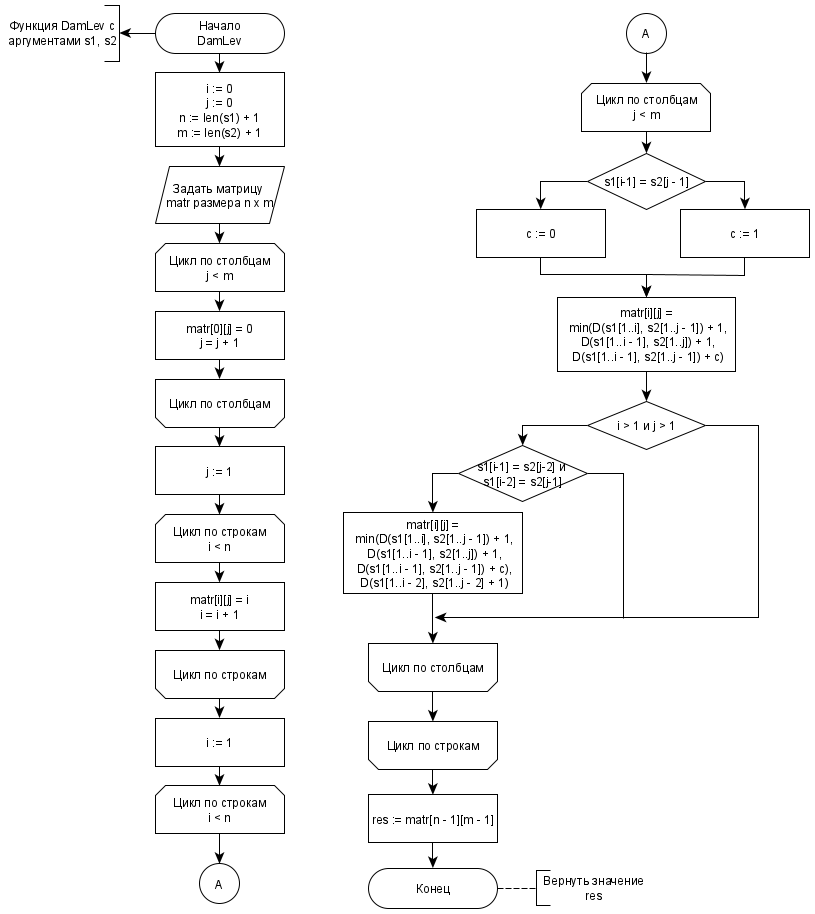 Функция DamLev с
аргументами s1, s2
Начало
DamLev
i := 0
j := 0
n := len(s1) + 1
m := len(s2) + 1
Задать матрицу
matr размера n x m
Цикл по столбцам
j < m
matr[0][j] = 0
j = j + 1
Цикл по столбцам
j := 1
Цикл по строкам
i < n
matr[i][j] = i
i = i + 1
Цикл по строкам
i := 1
Цикл по строкам
i < n
A
A
Цикл по столбцам
j < m
s1[i-1] = s2[j - 1]
c := 0
c := 1
matr[i][j] =
min(D(s1[1..i], s2[1..j - 1]) + 1,
D(s1[1..i - 1], s2[1..j]) + 1,
D(s1[1..i - 1], s2[1..j - 1]) + c)
i > 1 и j > 1
s1[i-1] = s2[j-2] и
s1[i-2] = s2[j-1]
matr[i][j] =
min(D(s1[1..i], s2[1..j - 1]) + 1,
D(s1[1..i - 1], s2[1..j]) + 1,
D(s1[1..i - 1], s2[1..j - 1]) + c),
D(s1[1..i - 2], s2[1..j - 2] + 1)
Цикл по столбцам
Цикл по строкам
res := matr[n - 1][m - 1]
Конец
Вернуть значение
res